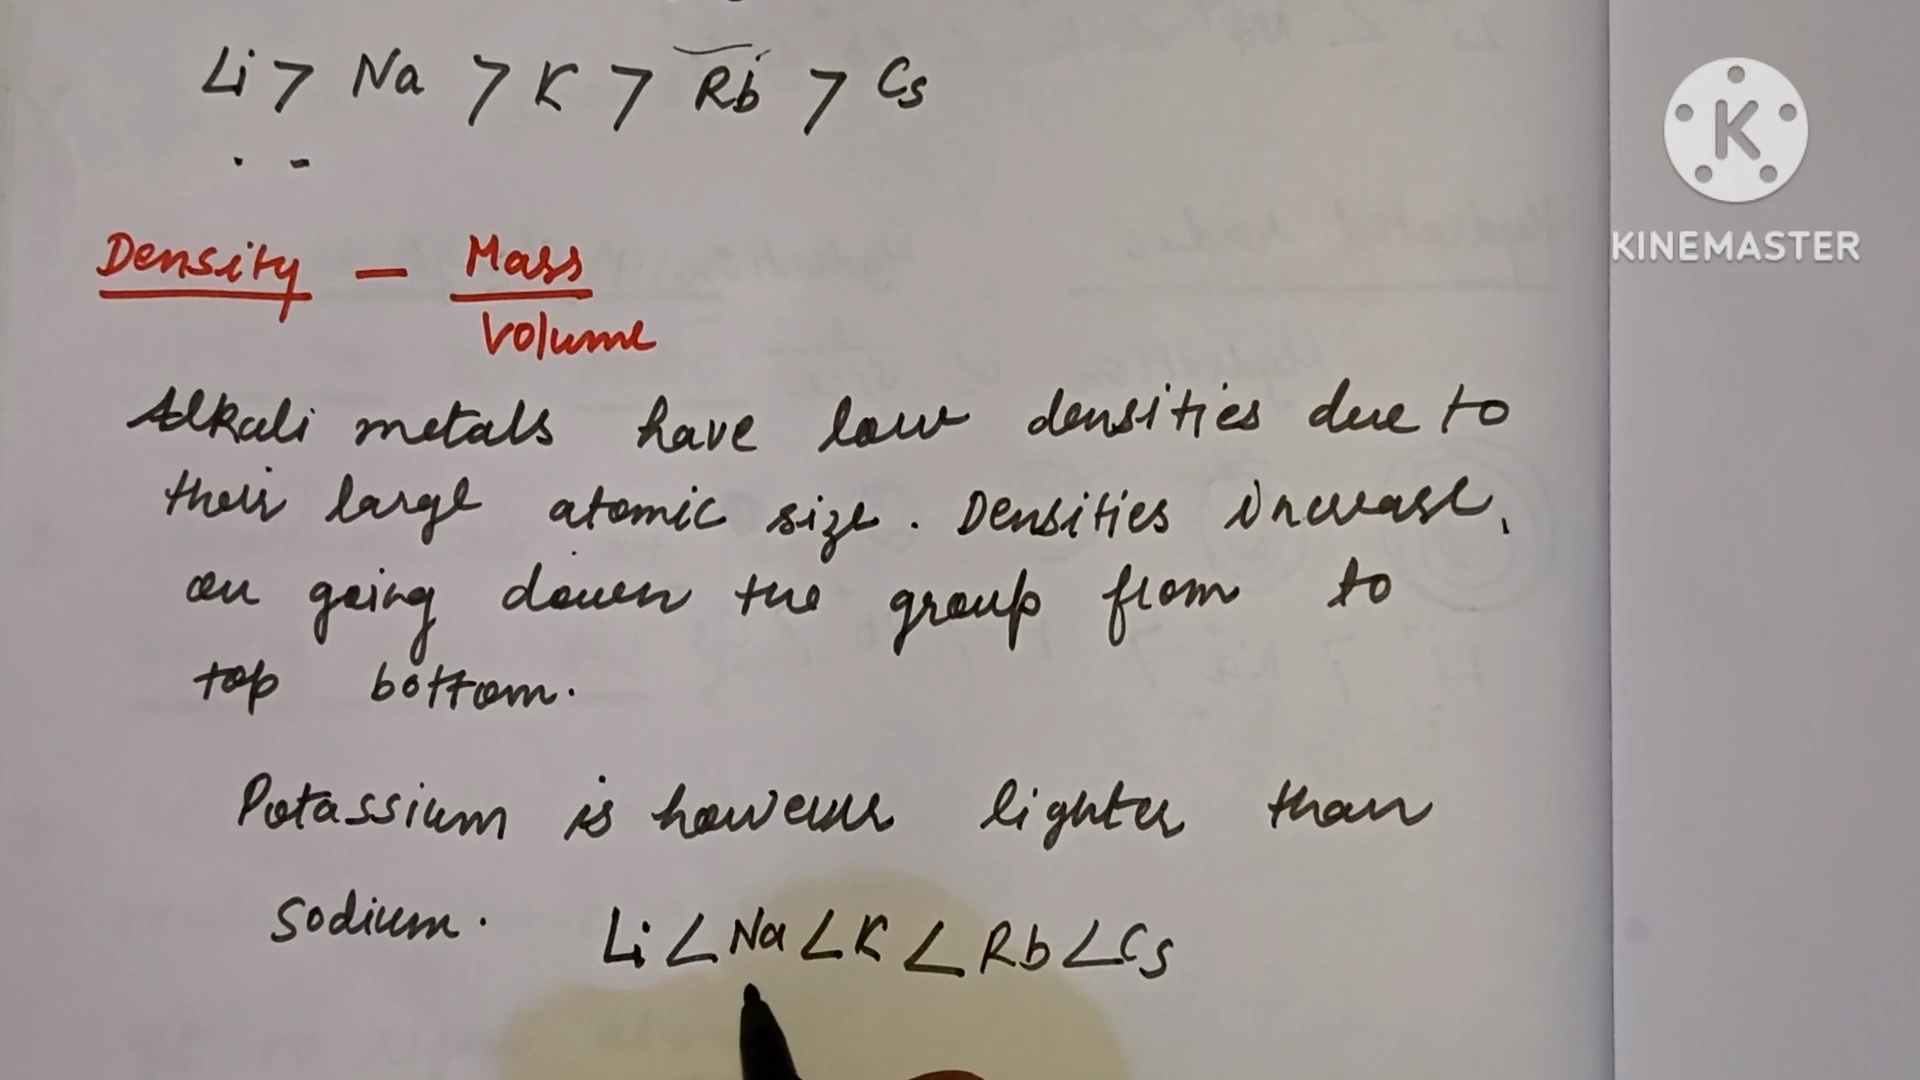 Li > Na > K > Rb > Cs
Density — Mass
Volume
Alkali metals have low densities due to
their large atomic size. Densities increase,
on going down the group from to
top bottom.
Potassium is however lighter than
sodium. Li < Na < K < Rb < Cs
K
KINEMASTER